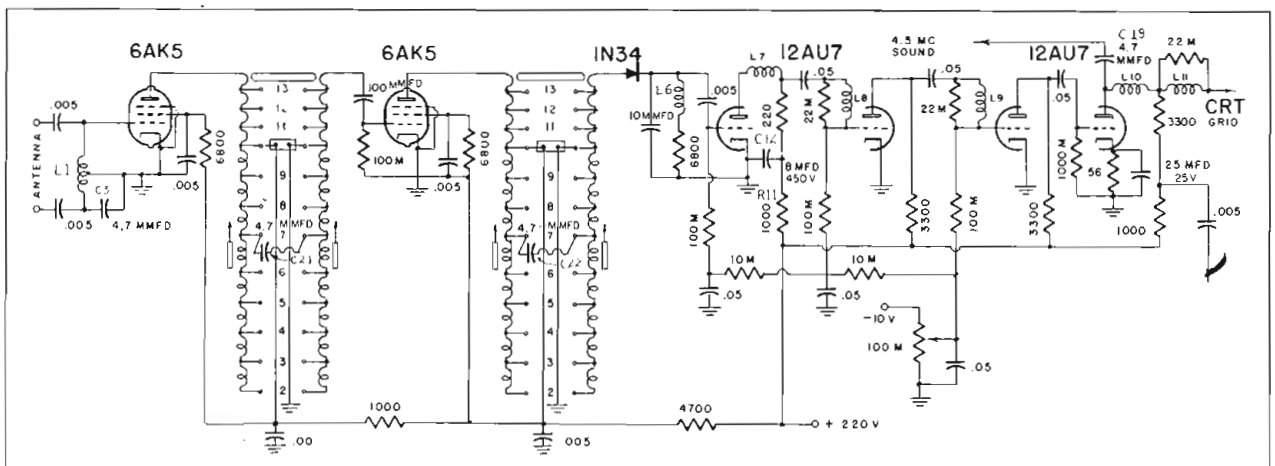 6AK5
6AK5
1N34
12AU7
4.5 MC
SOUND
12AU7
C19
4.7
MMFD
22 M
L10
L11
CRT
GRID
3300
25 MFD
25 V
.005
1000
ANTENNA
.005
L1
C3
.005
4,7 MMFD
.005
6800
13
12
11
9
8
7
6
5
4
3
2
4,7 MMFD
C21
.00
100 MMFD
100 M
.005
6800
1000
13
12
11
9
8
7
6
5
4
3
2
4,7 MMFD
C22
005
4700
10 MMFD
L6
6800
.005
L7
220
C12
8 MFD
450V
R11
1000
100 M
.05
10 M
10 M
.05
22 M
L8
100 M
.05
3300
.05
22 M
L9
100 M
-10 V
100 M
.05
3300
.05
1000 M
56
+ 220 V